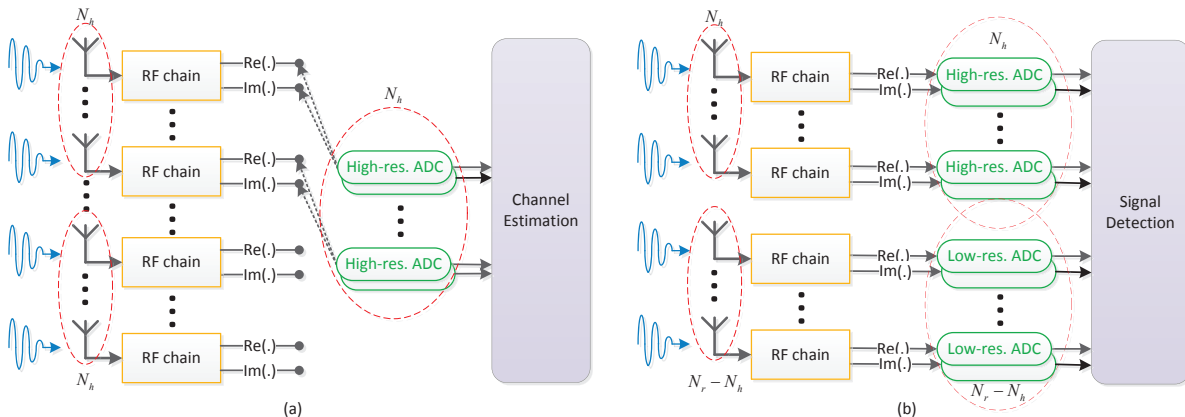 N_h
RF chain
Re(.)
Im(.)
N_h
RF chain
Re(.)
Im(.)
High-res. ADC
RF chain
Re(.)
Im(.)
High-res. ADC
RF chain
Re(.)
Im(.)
N_h
Channel
Estimation
(a)
N_h
RF chain
Re(.)
Im(.)
N_h
High-res. ADC
RF chain
Re(.)
Im(.)
High-res. ADC
RF chain
Re(.)
Im(.)
Low-res. ADC
RF chain
Re(.)
Im(.)
Low-res. ADC
N_r − N_h
N_r − N_h
Signal
Detection
(b)